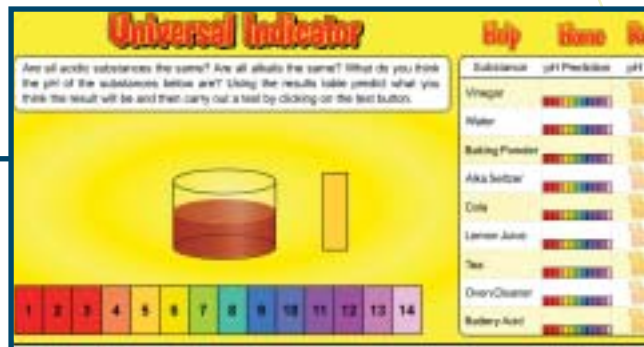 Universal Indicator
Help Home
Are all acidic substances the same? Are all alkalis the same? What do you think
the pH of the substances below are? Using the results table predict what you
think the result will be and then carry out a test by clicking on the test button.
Substance pH Prediction pH
Vinegar
Water
Baking Powder
Alka Seltzer
Cola
Lemon Juice
Tea
Oven Cleaner
Battery Acid
1 2 3 4 5 6 7 8 9 10 11 12 13 14